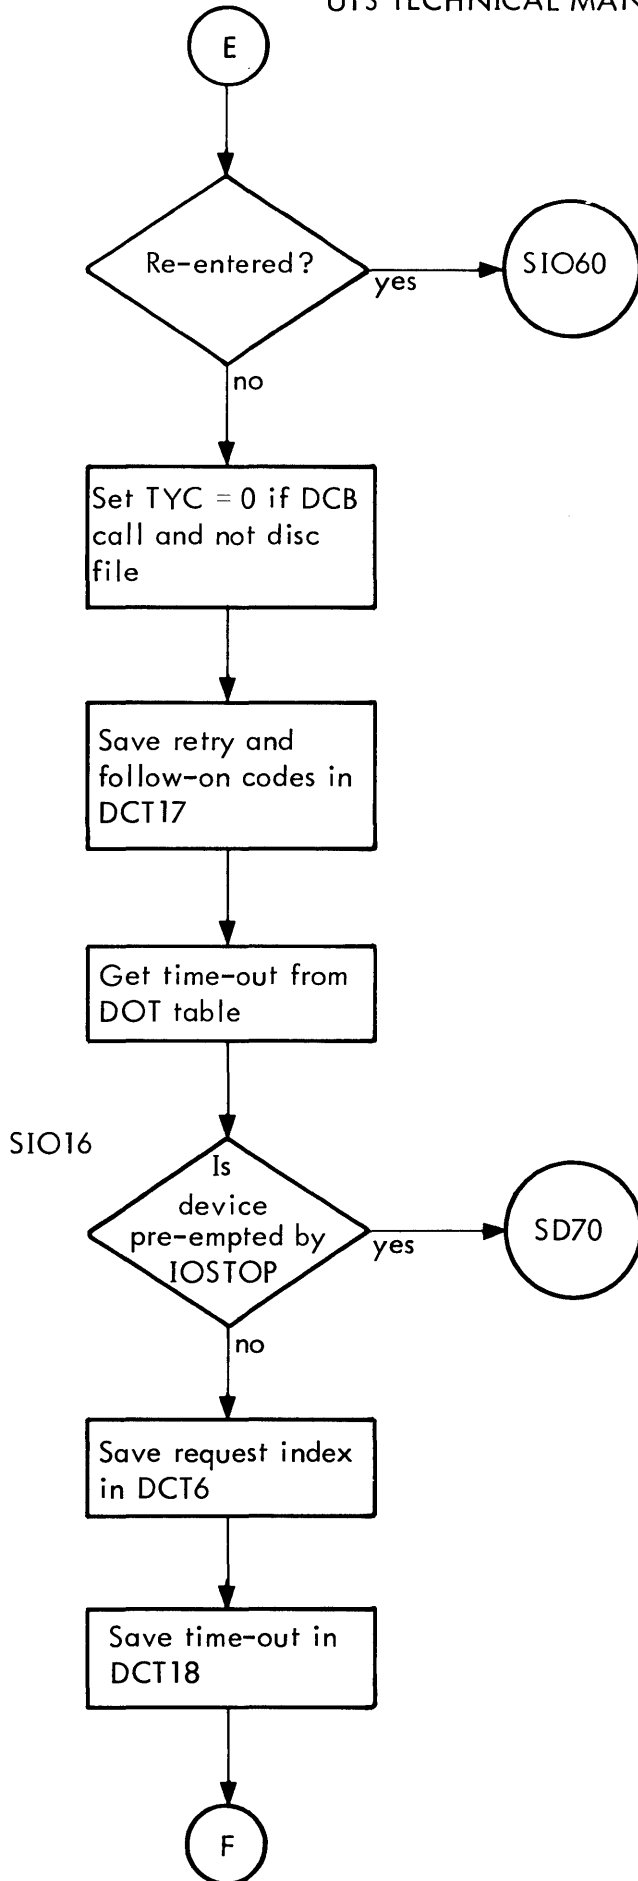 UTS TECHNICAL MAN
E
Re-entered?
yes
SIO60
no
Set TYC = 0 if DCB
call and not disc
file
Save retry and
follow-on codes in
DCT17
Get time-out from
DOT table
SIO16
Is
device
pre-empted by
IOSTOP
yes
SD70
no
Save request index
in DCT6
Save time-out in
DCT18
F